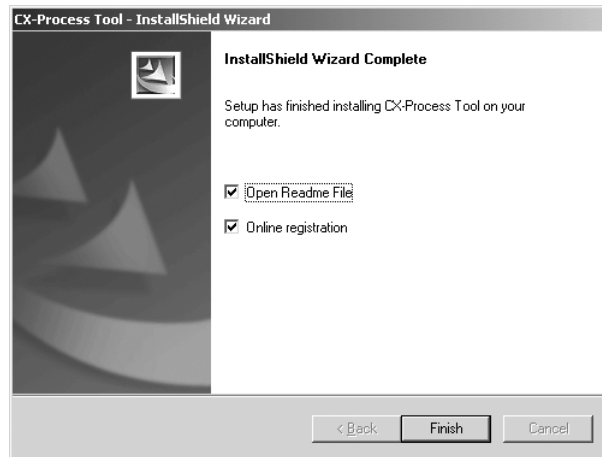 CX-Process Tool - InstallShield Wizard
InstallShield Wizard Complete
Setup has finished installing CX-Process Tool on your
computer.
Open Readme File
Online registration
< Back
Finish
Cancel